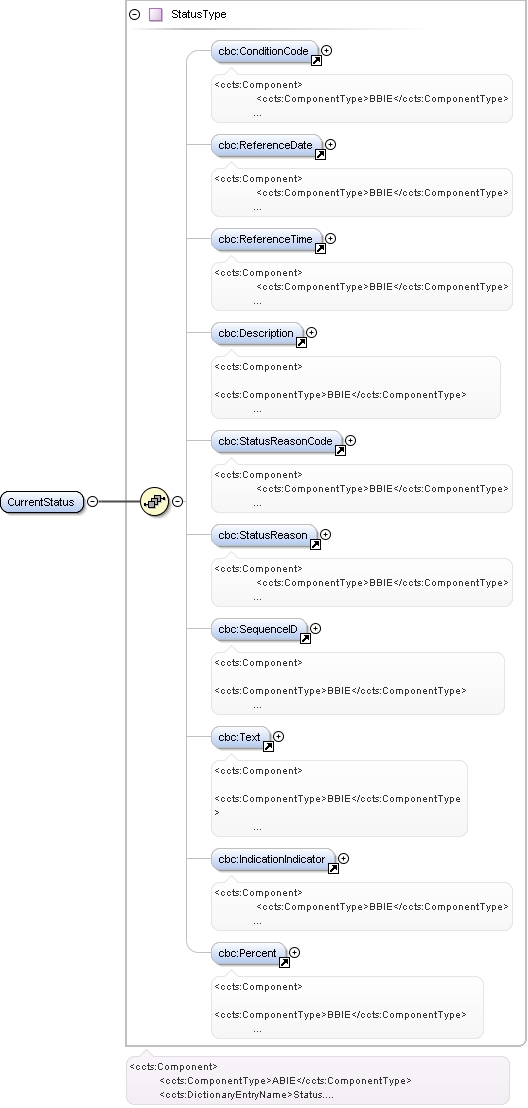 StatusType
cbc:ConditionCode
<ccts:Component>
<ccts:ComponentType>BBIE</ccts:ComponentType>
...
cbc:ReferenceDate
<ccts:Component>
<ccts:ComponentType>BBIE</ccts:ComponentType>
...
cbc:ReferenceTime
<ccts:Component>
<ccts:ComponentType>BBIE</ccts:ComponentType>
...
cbc:Description
<ccts:Component>
<ccts:ComponentType>BBIE</ccts:ComponentType>
...
cbc:StatusReasonCode
<ccts:Component>
<ccts:ComponentType>BBIE</ccts:ComponentType>
...
CurrentStatus
cbc:StatusReason
<ccts:Component>
<ccts:ComponentType>BBIE</ccts:ComponentType>
...
cbc:SequenceID
<ccts:Component>
<ccts:ComponentType>BBIE</ccts:ComponentType>
...
cbc:Text
<ccts:Component>
<ccts:ComponentType>BBIE</ccts:ComponentType
>
...
cbc:IndicationIndicator
<ccts:Component>
<ccts:ComponentType>BBIE</ccts:ComponentType>
...
cbc:Percent
<ccts:Component>
<ccts:ComponentType>BBIE</ccts:ComponentType>
...
<ccts:Component>
<ccts:ComponentType>ABIE</ccts:ComponentType>
<ccts:DictionaryEntryName>Status....